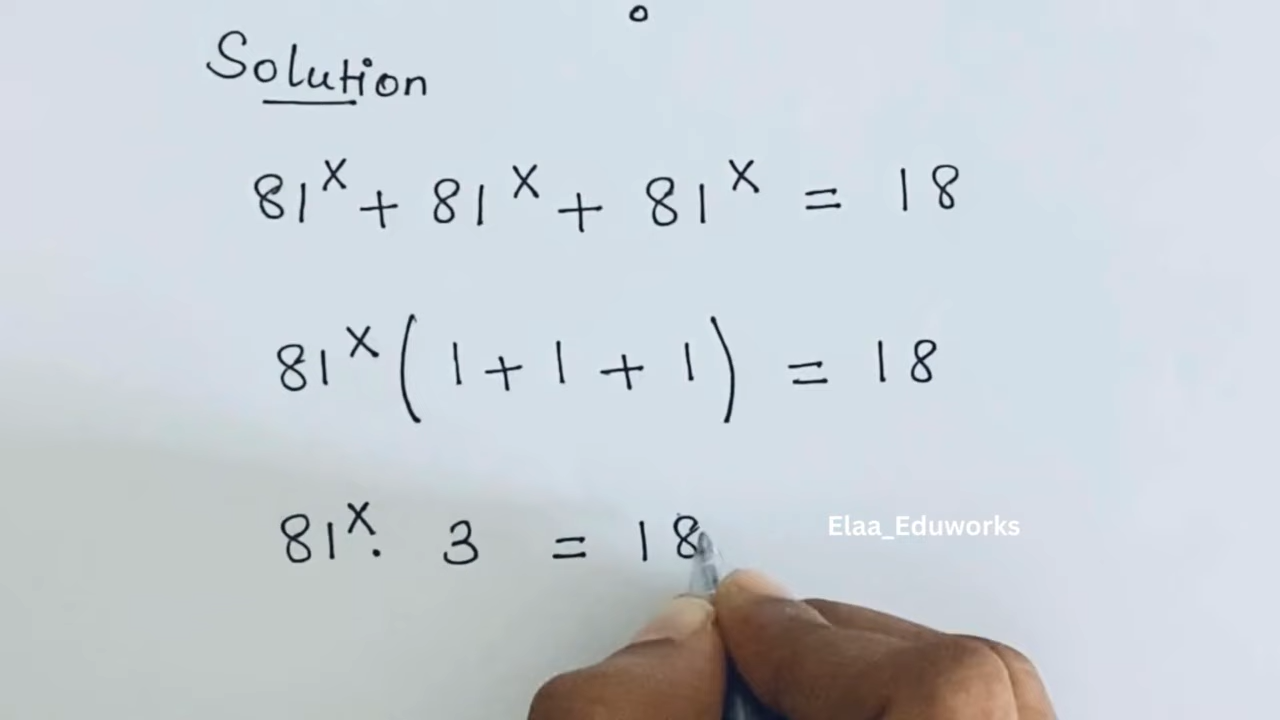 Solution
81^x + 81^x + 81^x = 18
81^x (1 + 1 + 1) = 18
81^x . 3 = 18
Elaa_Eduworks